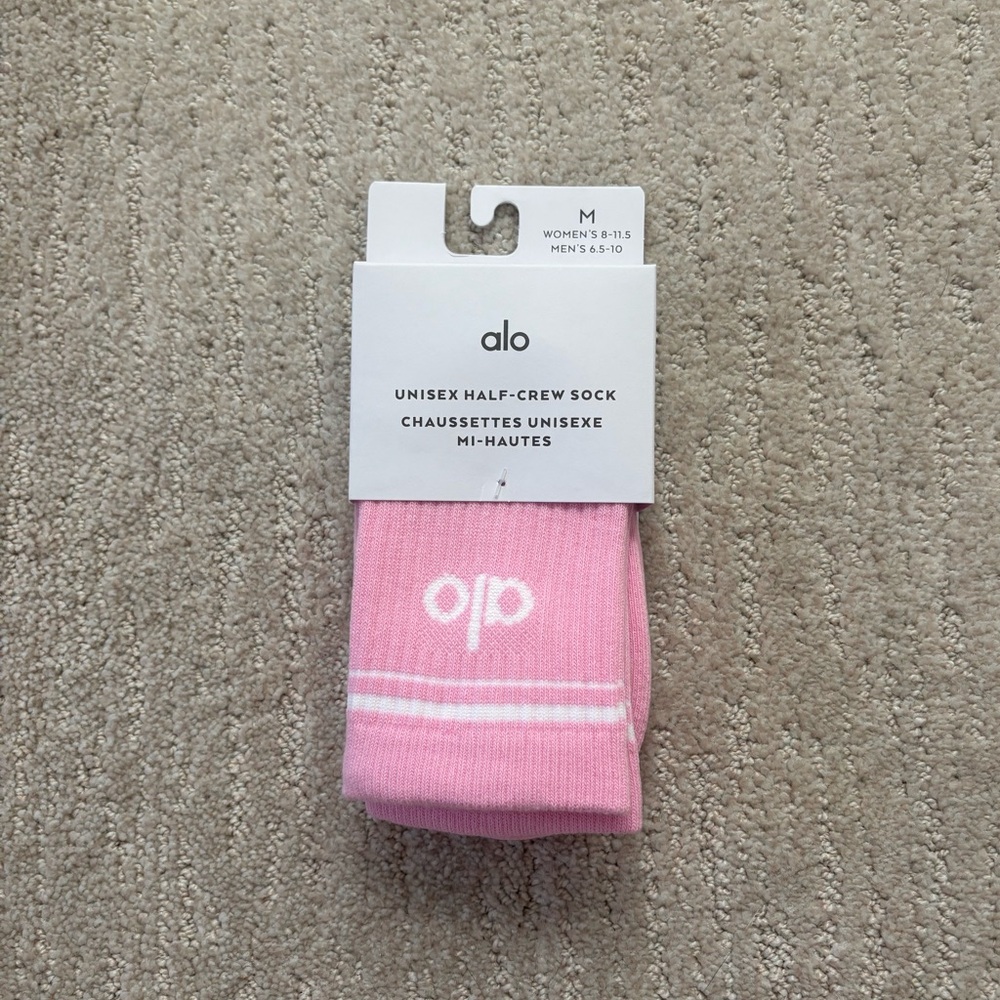 M
WOMEN'S 8-11.5
MEN'S 6.5-10
alo
UNISEX HALF-CREW SOCK
CHAUSSETTES UNISEXE
MI-HAUTES
alo